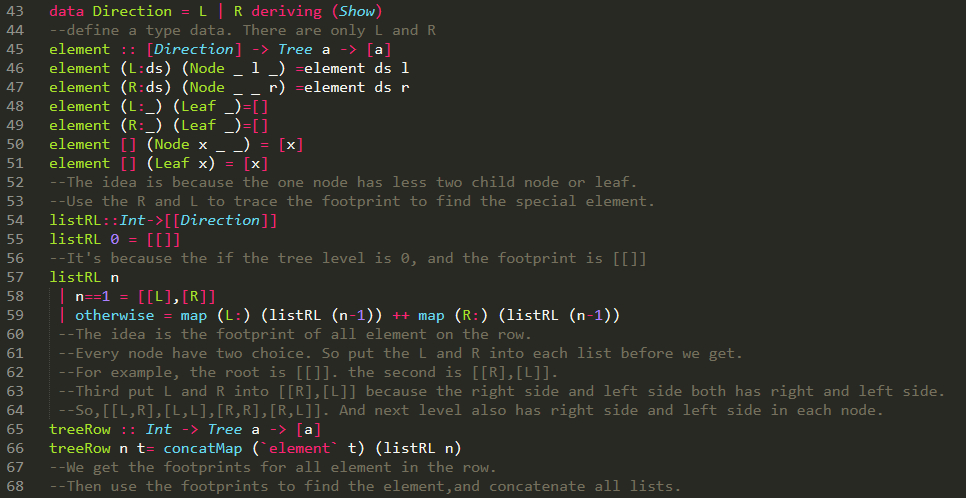 43 data Direction = L | R deriving (Show)
44 --define a type data. There are only L and R
45 element :: [Direction] -> Tree a -> [a]
46 element (L:ds) (Node _ l _) =element ds l
47 element (R:ds) (Node _ _ r) =element ds r
48 element (L:_) (Leaf _)=[]
49 element (R:_) (Leaf _)=[]
50 element [] (Node x _ _) = [x]
51 element [] (Leaf x) = [x]
52 --The idea is because the one node has less two child node or leaf.
53 --Use the R and L to trace the footprint to find the special element.
54 listRL::Int->[[Direction]]
55 listRL 0 = [[]]
56 --It's because the if the tree level is 0, and the footprint is [[]]
57 listRL n
58 | n==1 = [[L],[R]]
59 | otherwise = map (L:) (listRL (n-1)) ++ map (R:) (listRL (n-1))
60 --The idea is the footprint of all element on the row.
61 --Every node have two choice. So put the L and R into each list before we get.
62 --For example, the root is [[]]. the second is [[R],[L]].
63 --Third put L and R into [[R],[L]] because the right side and left side both has right and left side.
64 --So,[[L,R],[L,L],[R,R],[R,L]]. And next level also has right side and left side in each node.
65 treeRow :: Int -> Tree a -> [a]
66 treeRow n t= concatMap (`element` t) (listRL n)
67 --We get the footprints for all element in the row.
68 --Then use the footprints to find the element,and concatenate all lists.